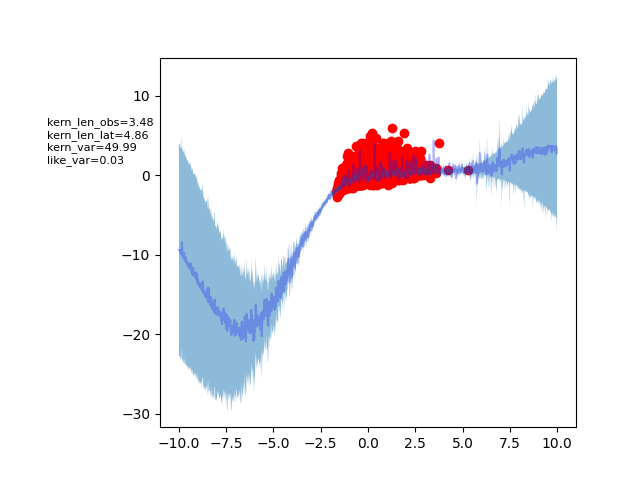 kern_len_obs=3.48
kern_len_lat=4.86
kern_var=49.99
like_var=0.03
10
0
−10
−20
−30
−10.0 −7.5 −5.0 −2.5 0.0 2.5 5.0 7.5 10.0